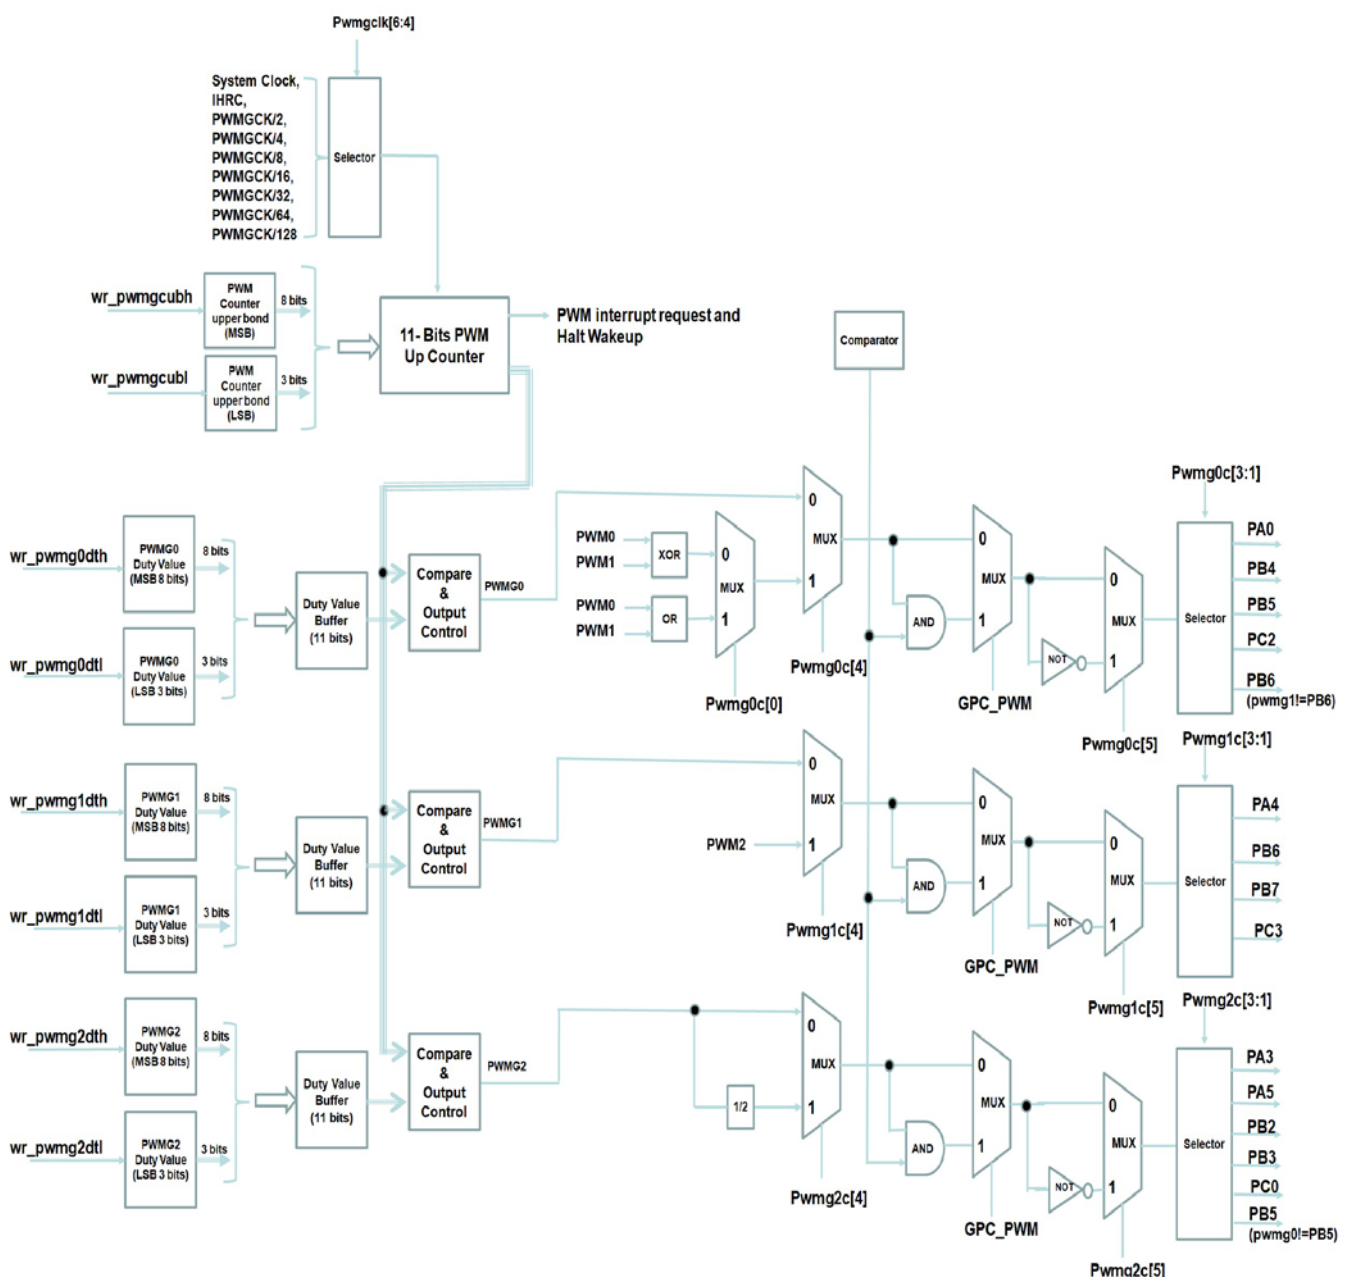 Pwmgclk[6:4]
System Clock,
IHRC,
PWMGCK/2,
PWMGCK/4,
PWMGCK/8,
PWMGCK/16,
PWMGCK/32,
PWMGCK/64,
PWMGCK/128
Selector
wr_pwmgcubh
PWM
Counter
upper bond
(MSB)
8 bits
wr_pwmgcubl
PWM
Counter
upper bond
(LSB)
3 bits
11- Bits PWM
Up Counter
PWM interrupt request and
Halt Wakeup
Comparator
wr_pwmg0dth
PWMG0
Duty Value
(MSB 8 bits)
8 bits
wr_pwmg0dtl
PWMG0
Duty Value
(LSB 3 bits)
3 bits
Duty Value
Buffer
(11 bits)
Compare
&
Output
Control
PWMG0
PWM0
PWM1
XOR
PWM0
PWM1
OR
0
MUX
1
Pwmg0c[0]
0
MUX
1
Pwmg0c[4]
AND
0
MUX
1
GPC_PWM
NOT
0
MUX
1
Pwmg0c[5]
Pwmg0c[3:1]
Selector
PA0
PB4
PB5
PC2
PB6
(pwmg1!=PB6)
wr_pwmg1dth
PWMG1
Duty Value
(MSB 8 bits)
8 bits
wr_pwmg1dtl
PWMG1
Duty Value
(LSB 3 bits)
3 bits
Duty Value
Buffer
(11 bits)
Compare
&
Output
Control
PWMG1
PWM2
0
MUX
1
Pwmg1c[4]
AND
0
MUX
1
GPC_PWM
NOT
0
MUX
1
Pwmg1c[5]
Pwmg1c[3:1]
Selector
PA4
PB6
PB7
PC3
wr_pwmg2dth
PWMG2
Duty Value
(MSB 8 bits)
8 bits
wr_pwmg2dtl
PWMG2
Duty Value
(LSB 3 bits)
3 bits
Duty Value
Buffer
(11 bits)
Compare
&
Output
Control
PWMG2
1/2
0
MUX
1
Pwmg2c[4]
AND
0
MUX
1
GPC_PWM
NOT
0
MUX
1
Pwmg2c[5]
Pwmg2c[3:1]
Selector
PA3
PA5
PB2
PB3
PC0
PB5
(pwmg0!=PB5)